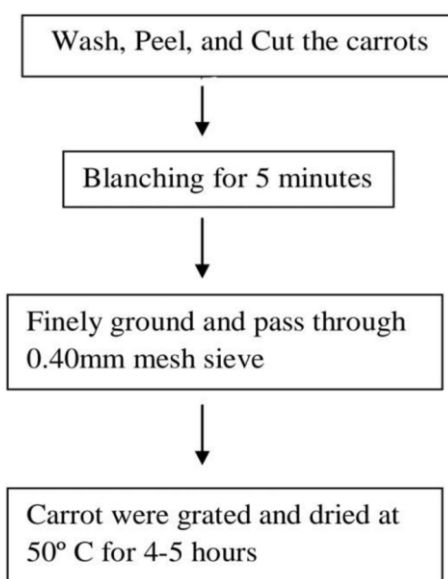 Wash, Peel, and Cut the carrots
Blanching for 5 minutes
Finely ground and pass through
0.40mm mesh sieve
Carrot were grated and dried at
50º C for 4-5 hours